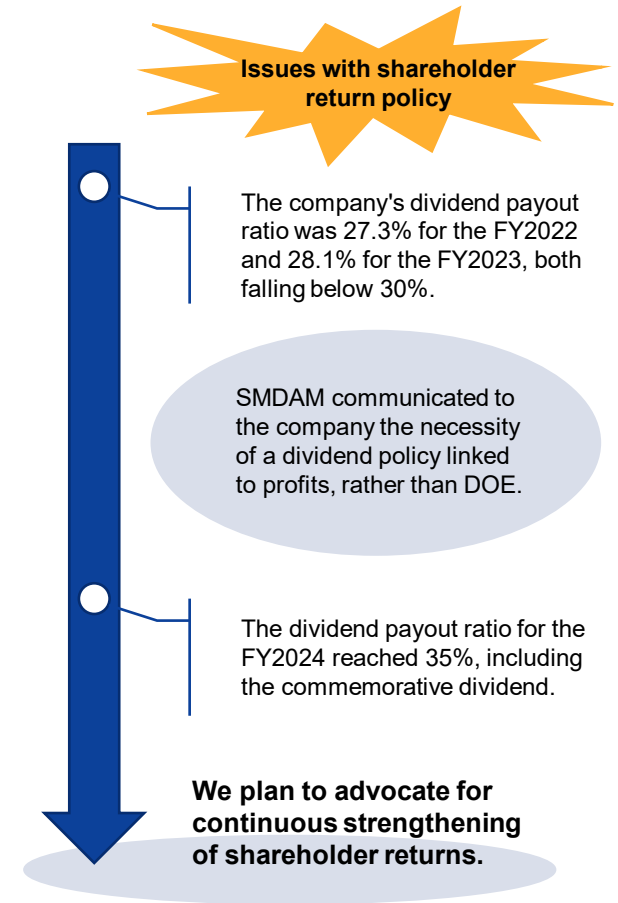 Issues with shareholder
return policy
The company's dividend payout
ratio was 27.3% for the FY2022
and 28.1% for the FY2023, both
falling below 30%.
SMDAM communicated to
the company the necessity
of a dividend policy linked
to profits, rather than DOE.
The dividend payout ratio for the
FY2024 reached 35%, including
the commemorative dividend.
We plan to advocate for
continuous strengthening
of shareholder returns.